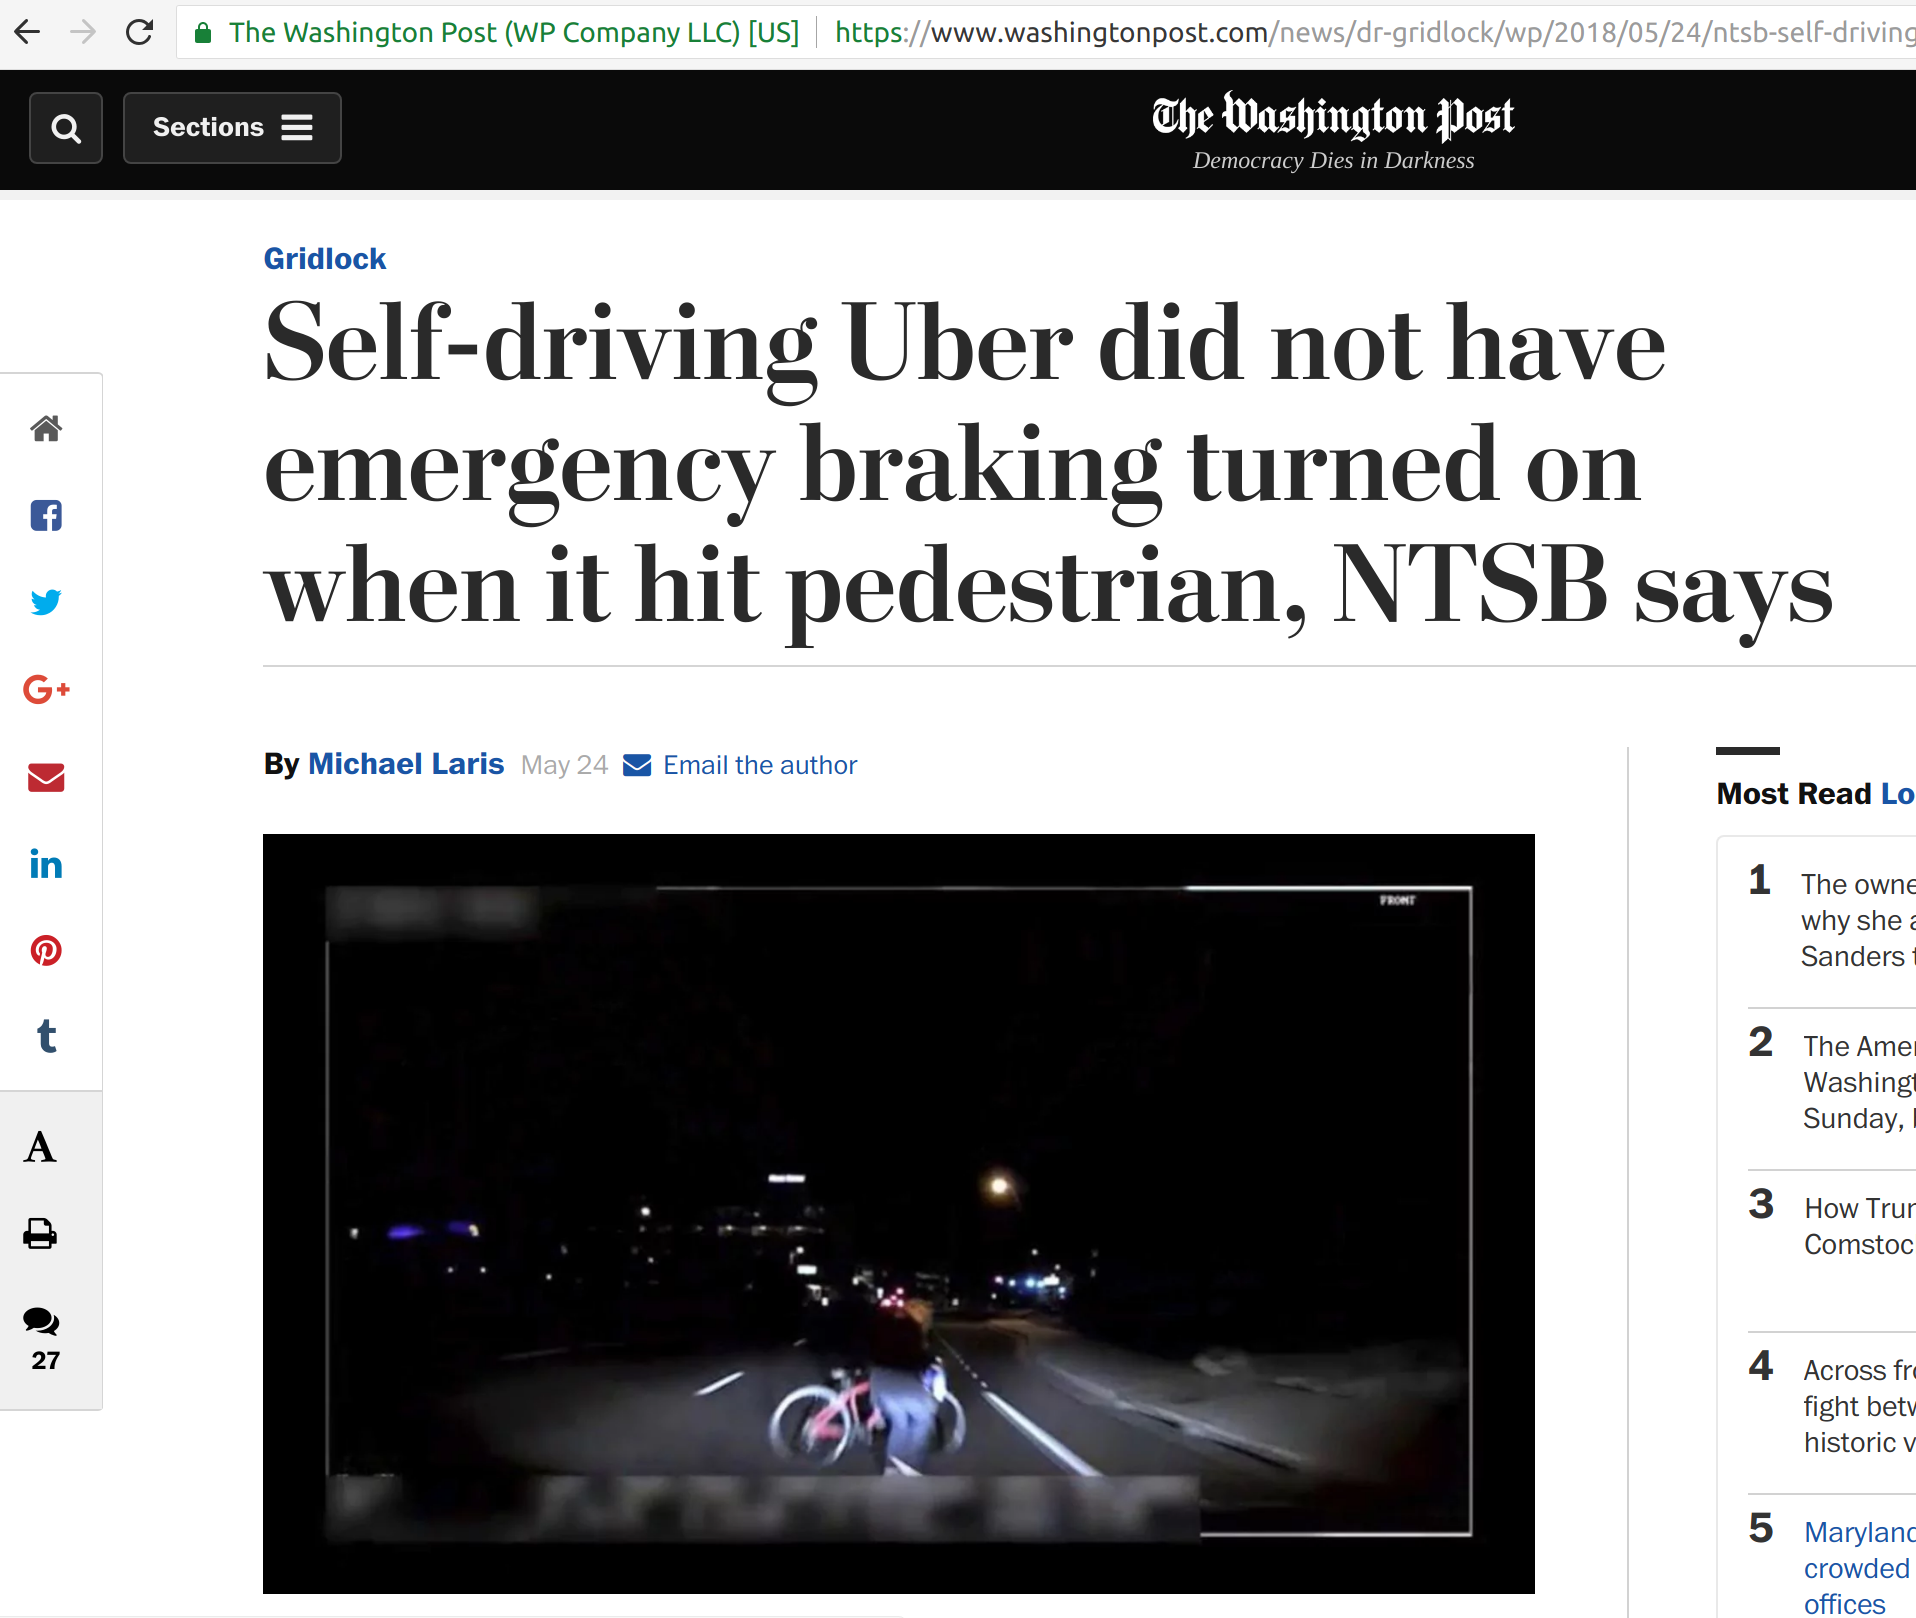 The Washington Post (WP Company LLC) [US] https://www.washingtonpost.com/news/dr-gridlock/wp/2018/05/24/ntsb-self-driving
Sections
The Washington Post
Democracy Dies in Darkness
Gridlock
Self-driving Uber did not have
emergency braking turned on
when it hit pedestrian, NTSB says
By Michael Laris May 24 Email the author
FRONT
G+
in
t
A
27
Most Read Lo
1 The owne
why she a
Sanders t
2 The Amer
Washingt
Sunday,
3 How Trum
Comstoc
4 Across fro
fight betw
historic v
5 Maryland
crowded
offices